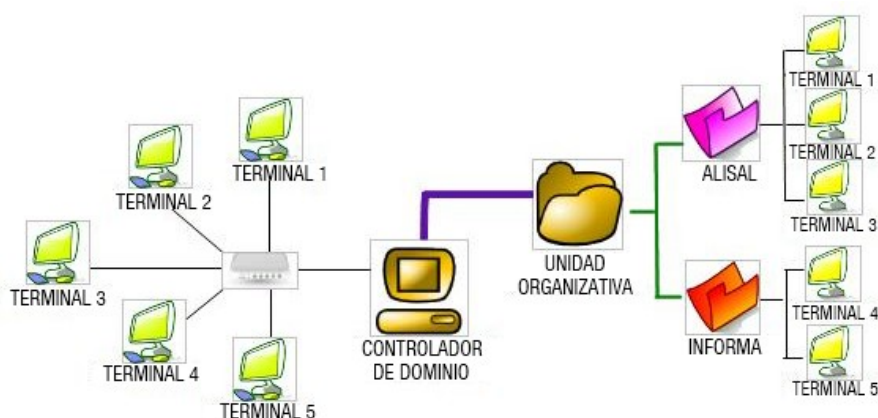 TERMINAL 1
TERMINAL 2
TERMINAL 3
TERMINAL 4
TERMINAL 5
CONTROLADOR
DE DOMINIO
UNIDAD
ORGANIZATIVA
ALISAL
INFORMA
TERMINAL 1
TERMINAL 2
TERMINAL 3
TERMINAL 4
TERMINAL 5